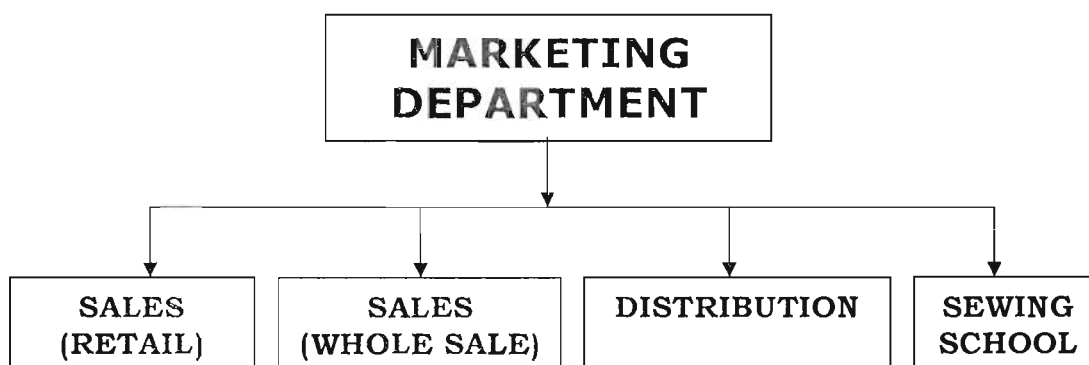 MARKETING
DEPARTMENT
SALES
(RETAIL)
SALES
(WHOLE SALE)
DISTRIBUTION
SEWING
SCHOOL